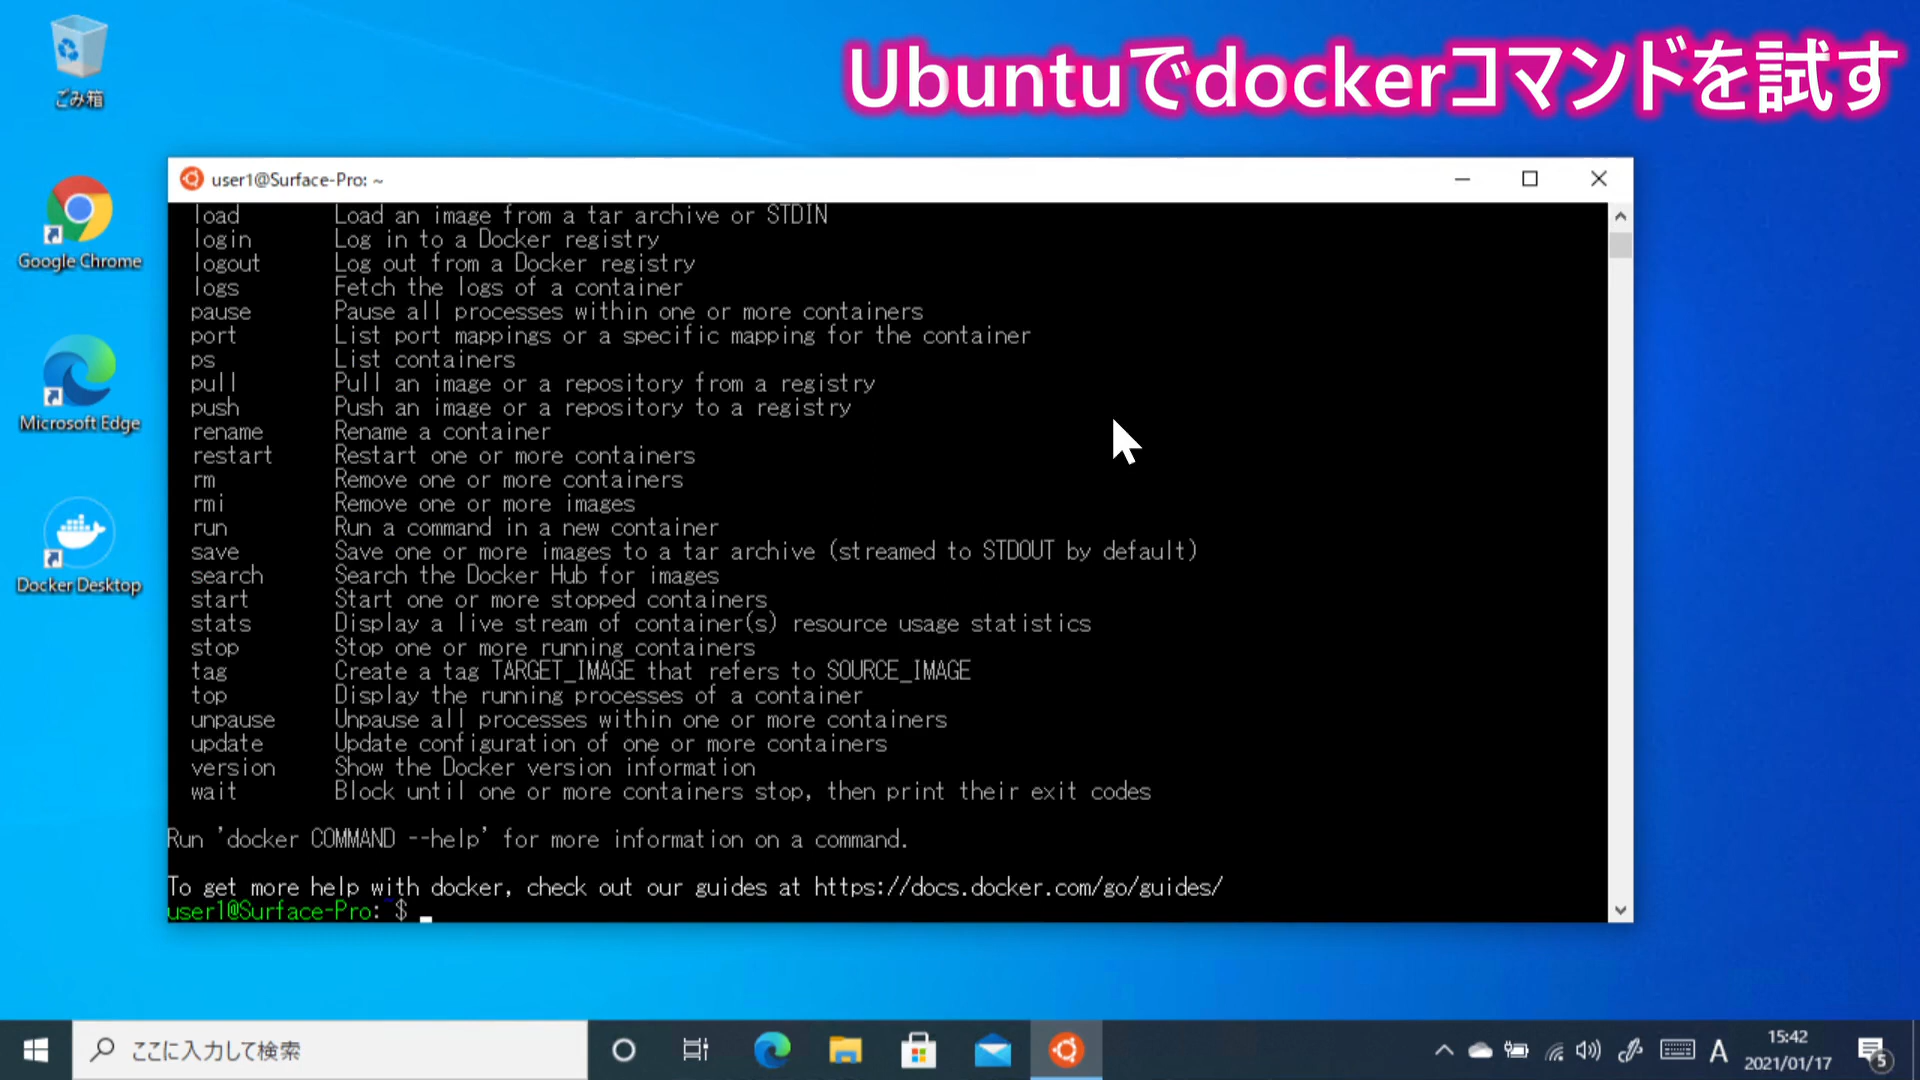 Ubuntuでdockerコマンドを試す
ごみ箱
Google Chrome
Microsoft Edge
Docker Desktop
user1@Surface-Pro: ~
load Load an image from a tar archive or STDIN
login Log in to a Docker registry
logout Log out from a Docker registry
logs Fetch the logs of a container
pause Pause all processes within one or more containers
port List port mappings or a specific mapping for the container
ps List containers
pull Pull an image or a repository from a registry
push Push an image or a repository to a registry
rename Rename a container
restart Restart one or more containers
rm Remove one or more containers
rmi Remove one or more images
run Run a command in a new container
save Save one or more images to a tar archive (streamed to STDOUT by default)
search Search the Docker Hub for images
start Start one or more stopped containers
stats Display a live stream of container(s) resource usage statistics
stop Stop one or more running containers
tag Create a tag TARGET_IMAGE that refers to SOURCE_IMAGE
top Display the running processes of a container
unpause Unpause all processes within one or more containers
update Update configuration of one or more containers
version Show the Docker version information
wait Block until one or more containers stop, then print their exit codes
Run 'docker COMMAND --help' for more information on a command.
To get more help with docker, check out our guides at https://docs.docker.com/go/guides/
user1@Surface-Pro:~$
ここに入力して検索
A
15:42
2021/01/17
5